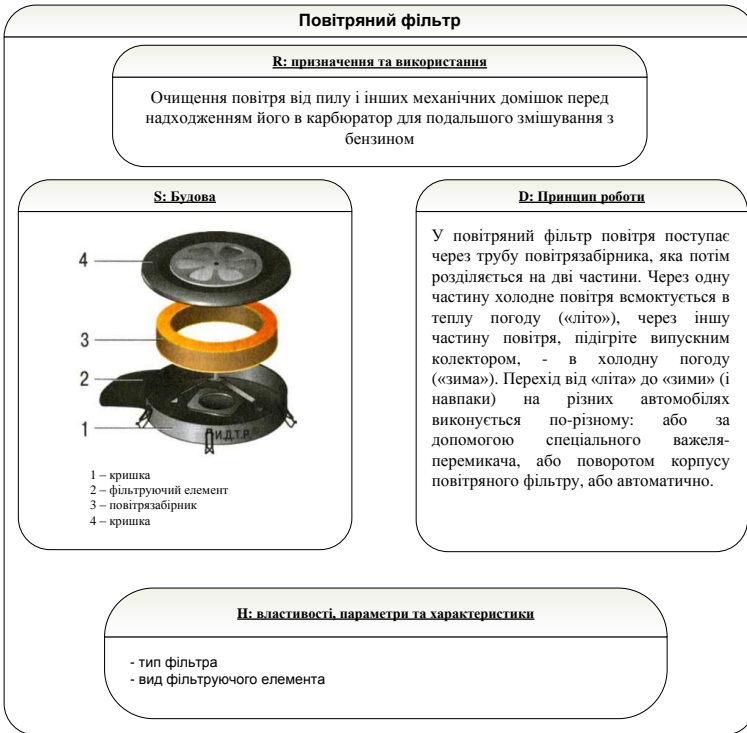 Повітряний фільтр
R: призначення та використання
Очищення повітря від пилу і інших механічних домішок перед
надходженням його в карбюратор для подальшого змішування з
бензином
S: Будова
4
3
2
1
И.Д.Т.Р.
1 – кришка
2 – фільтруючий елемент
3 – повітрязабірник
4 – кришка
D: Принцип роботи
У повітряний фільтр повітря поступає
через трубу повітрязабірника, яка потім
розділяється на дві частини. Через одну
частину холодне повітря всмоктується в
теплу погоду («літо»), через іншу
частину повітря, підігріте випускним
колектором, - в холодну погоду
(«зима»). Перехід від «літа» до «зими» (і
навпаки) на різних автомобілях
виконується по-різному: або за
допомогою спеціального важеля-
перемикача, або поворотом корпусу
повітряного фільтру, або автоматично.
H: властивості, параметри та характеристики
- тип фільтра
- вид фільтруючого елемента